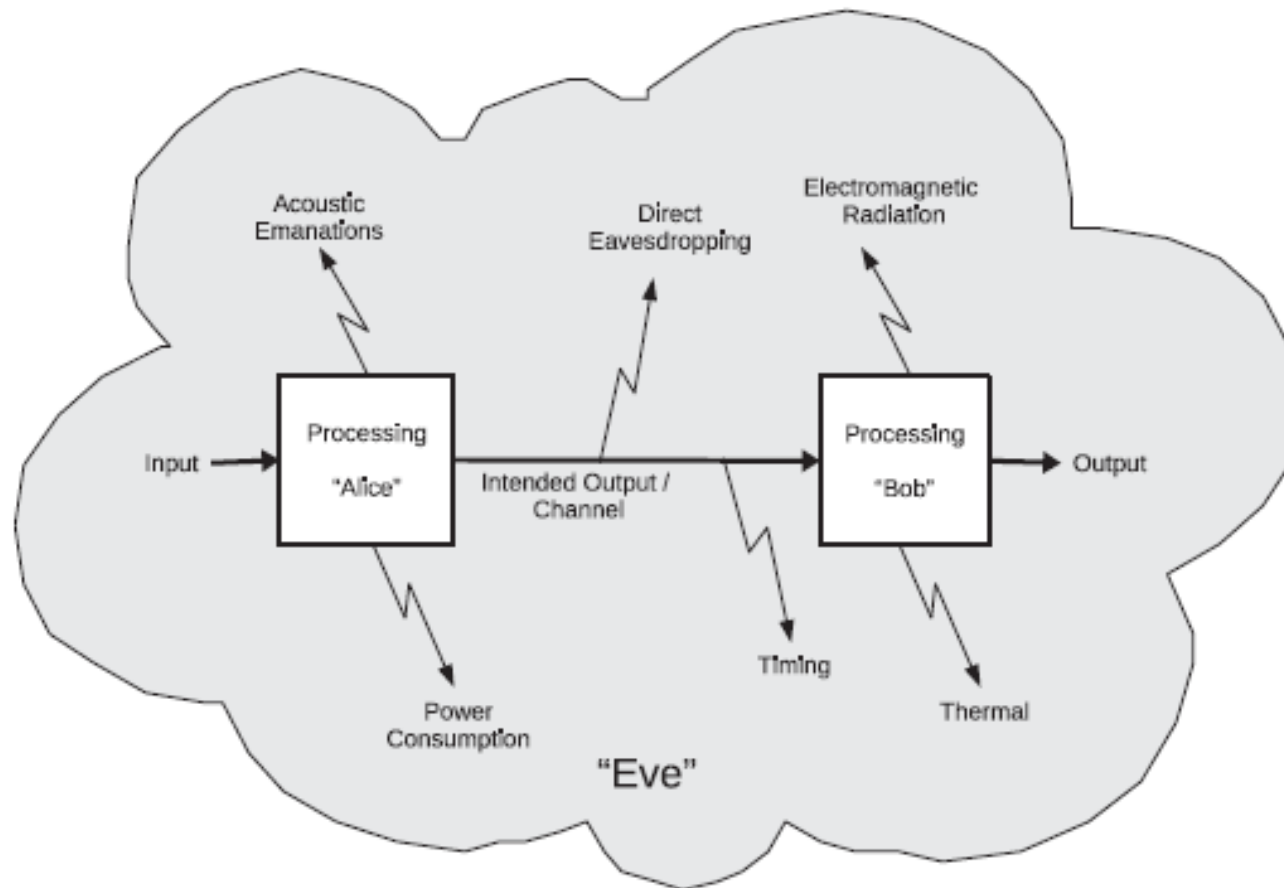 Acoustic
Emanations
Direct
Eavesdropping
Electromagnetic
Radiation
Input
Processing
“Alice”
Intended Output /
Channel
Processing
“Bob”
Output
Timing
Power
Consumption
Thermal
“Eve”